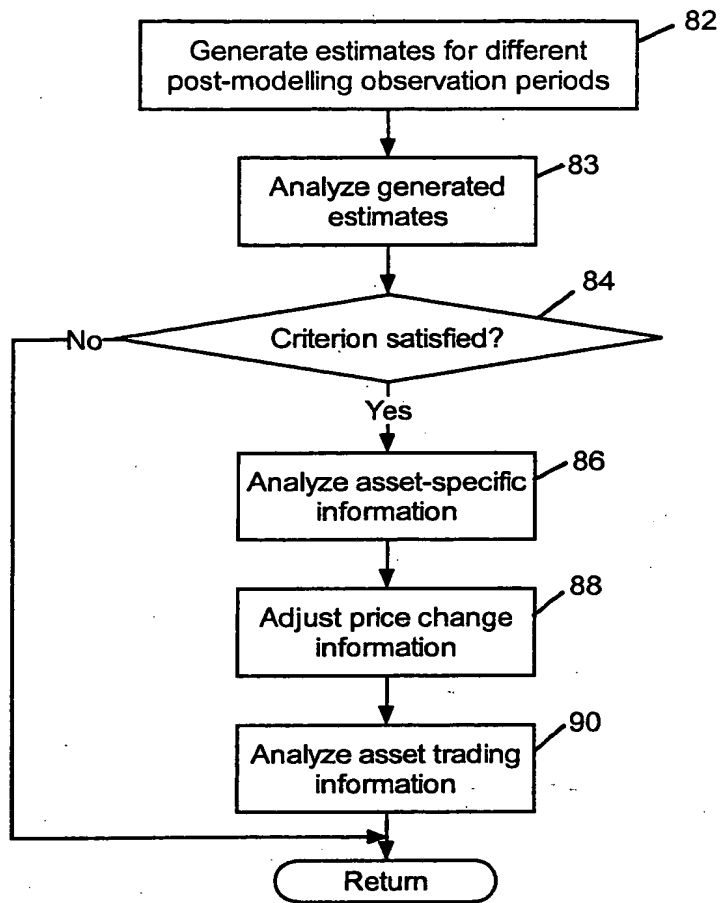 82
Generate estimates for different
post-modelling observation periods
83
Analyze generated
estimates
84
Criterion satisfied?
No
Yes
86
Analyze asset-specific
information
88
Adjust price change
information
90
Analyze asset trading
information
Return